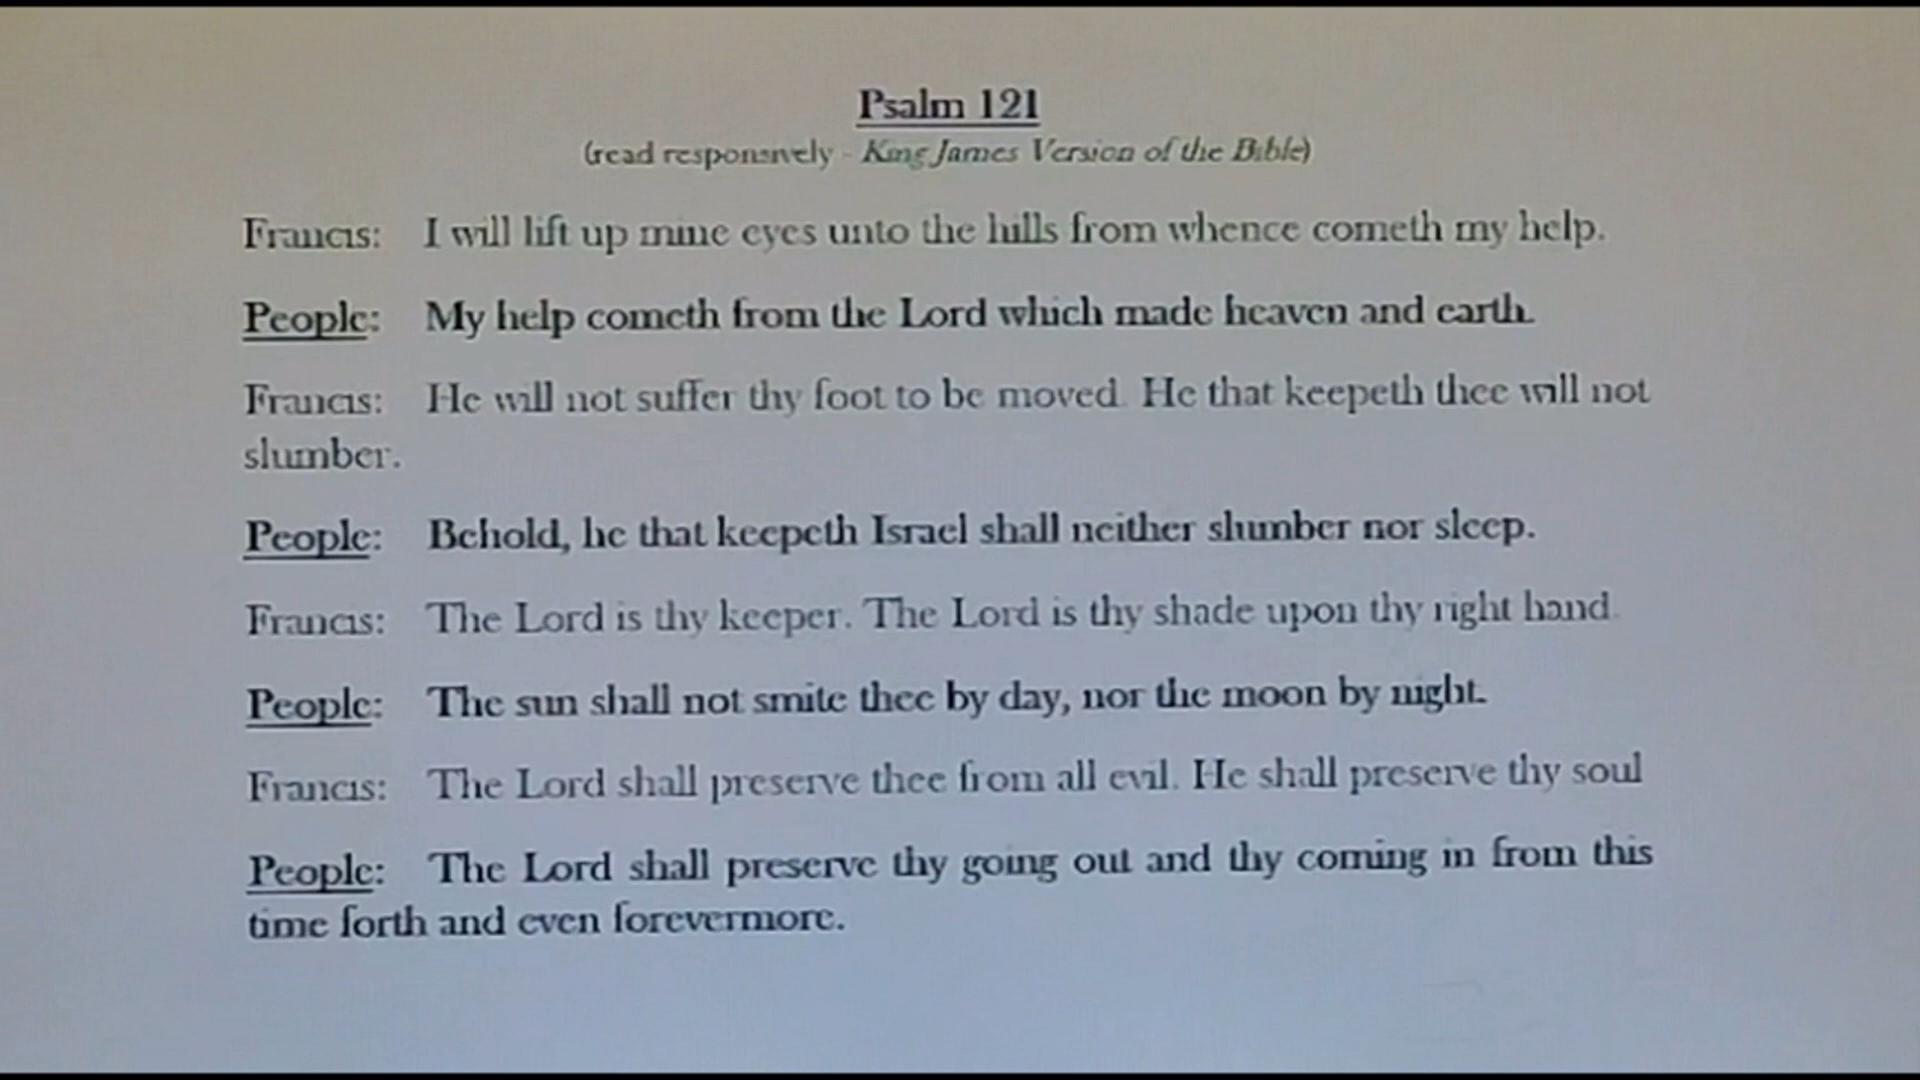 Psalm 121
(read responsively - King James Version of the Bible)
Francis: I will lift up mine eyes unto the hills from whence cometh my help.
People: My help cometh from the Lord which made heaven and earth.
Francis: He will not suffer thy foot to be moved. He that keepeth thee will not
slumber.
People: Behold, he that keepeth Israel shall neither slumber nor sleep.
Francis: The Lord is thy keeper. The Lord is thy shade upon thy right hand.
People: The sun shall not smite thee by day, nor the moon by night.
Francis: The Lord shall preserve thee from all evil. He shall preserve thy soul
People: The Lord shall preserve thy going out and thy coming in from this
time forth and even forevermore.